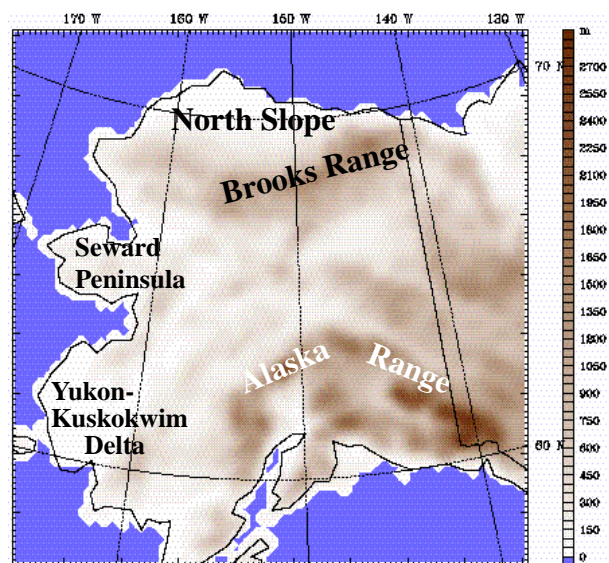 170 W 160 W 150 W 140 W 130 W
m
70 N
2700
2550
2400
2250
2100
1950
1800
1650
1500
1350
1200
1050
900
750
600
450
300
150
0
North Slope
Brooks Range
Seward
Peninsula
Alaska Range
Yukon-
Kuskokwim
Delta
60 N